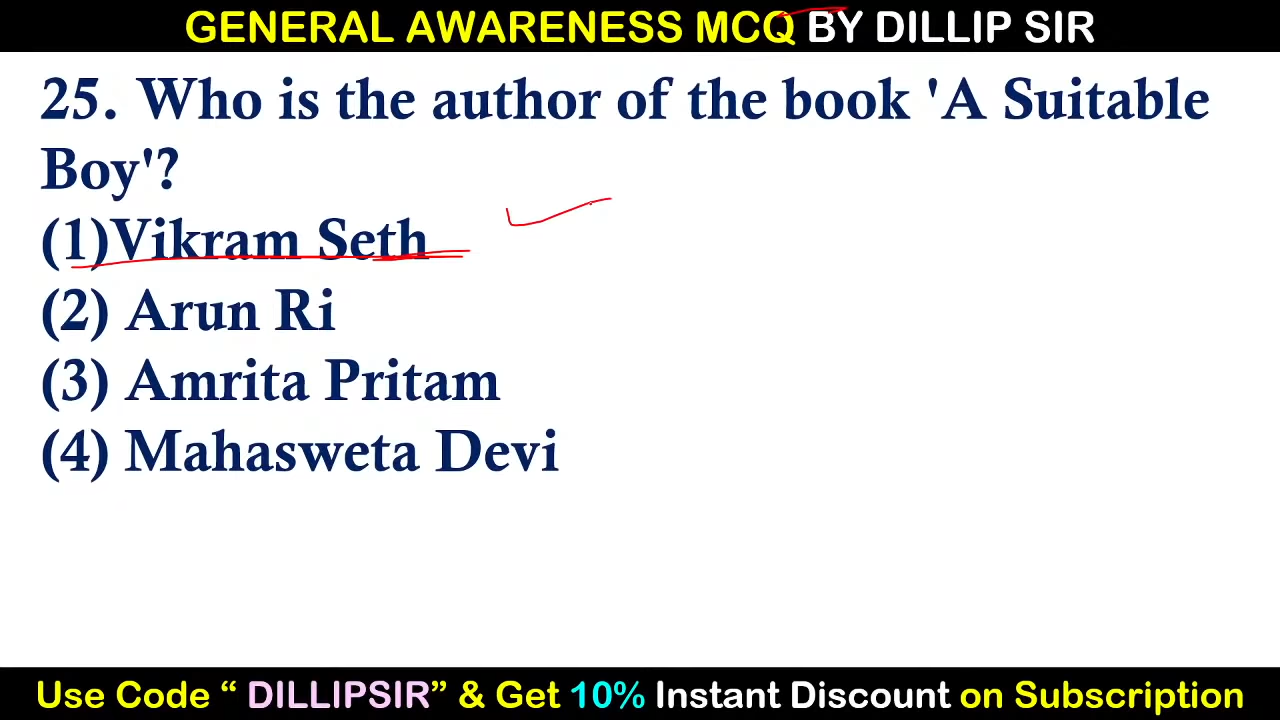 GENERAL AWARENESS MCQ BY DILLIP SIR
25. Who is the author of the book 'A Suitable
Boy'?
(1)Vikram Seth
(2) Arun Ri
(3) Amrita Pritam
(4) Mahasweta Devi
Use Code “ DILLIPSIR” & Get 10% Instant Discount on Subscription